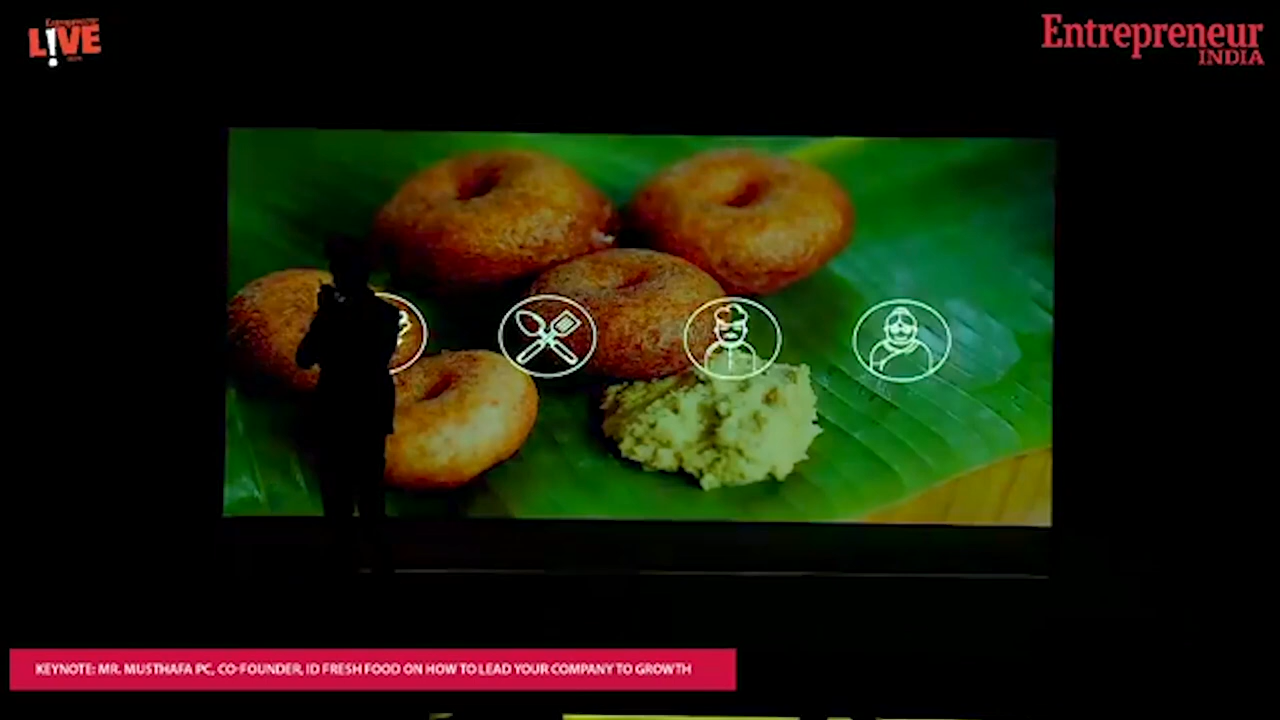 L!VE
Entrepreneur
INDIA
KEYNOTE: MR. MUSTHAFA PC, CO-FOUNDER, ID FRESH FOOD ON HOW TO LEAD YOUR COMPANY TO GROWTH